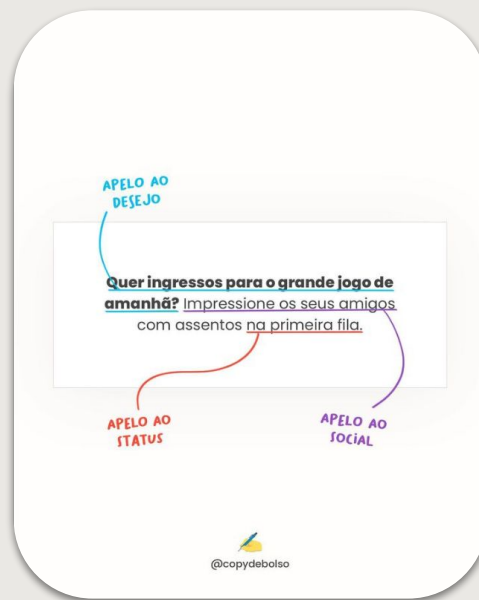 APELO AO
DESEJO
Quer ingressos para o grande jogo de
amanhã? Impressione os seus amigos
com assentos na primeira fila.
APELO AO
STATUS
APELO AO
SOCIAL
@copydebolso